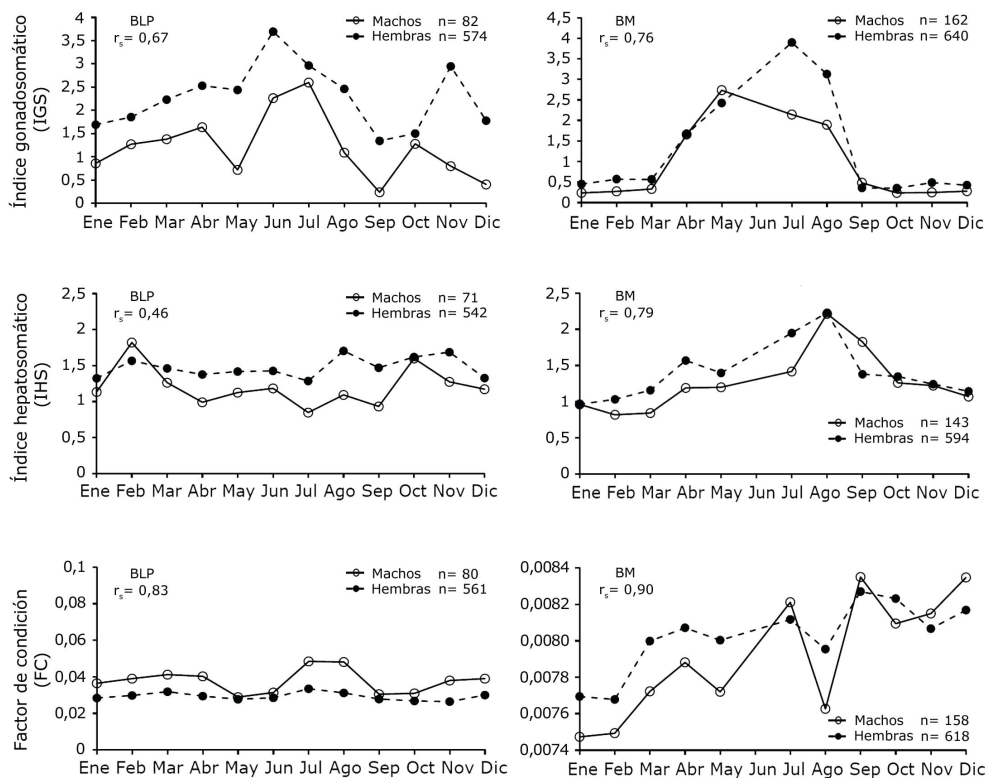 Índice gonadosomático
(IGS)
BLP
r_s= 0,67
Machos n= 82
Hembras n= 574
4
3,5
3
2,5
2
1,5
1
0,5
0
Ene Feb Mar Abr May Jun Jul Ago Sep Oct Nov Dic
BM
r_s= 0,76
Machos n= 162
Hembras n= 640
4,5
4
3,5
3
2,5
2
1,5
1
0,5
0
Ene Feb Mar Abr May Jun Jul Ago Sep Oct Nov Dic
Índice hepatosomático
(IHS)
BLP
r_s= 0,46
Machos n= 71
Hembras n= 542
2,5
2
1,5
1
0,5
0
Ene Feb Mar Abr May Jun Jul Ago Sep Oct Nov Dic
BM
r_s= 0,79
Machos n= 143
Hembras n= 594
2,5
2
1,5
1
0,5
0
Ene Feb Mar Abr May Jun Jul Ago Sep Oct Nov Dic
Factor de condición
(FC)
BLP
r_s= 0,83
Machos n= 80
Hembras n= 561
0,1
0,08
0,06
0,04
0,02
0
Ene Feb Mar Abr May Jun Jul Ago Sep Oct Nov Dic
BM
r_s= 0,90
Machos n= 158
Hembras n= 618
0,0084
0,0082
0,0080
0,0078
0,0076
0,0074
Ene Feb Mar Abr May Jun Jul Ago Sep Oct Nov Dic